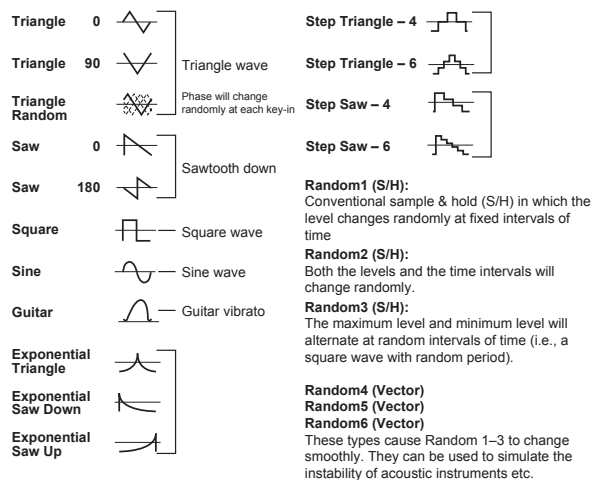 Triangle 0
Triangle 90
Triangle wave
Triangle
Random
Phase will change
randomly at each key-in
Saw 0
Saw 180
Sawtooth down
Square
Square wave
Sine
Sine wave
Guitar
Guitar vibrato
Exponential
Triangle
Exponential
Saw Down
Exponential
Saw Up
Step Triangle – 4
Step Triangle – 6
Step Saw – 4
Step Saw – 6
Random1 (S/H):
Conventional sample & hold (S/H) in which the
level changes randomly at fixed intervals of
time
Random2 (S/H):
Both the levels and the time intervals will
change randomly.
Random3 (S/H):
The maximum level and minimum level will
alternate at random intervals of time (i.e., a
square wave with random period).
Random4 (Vector)
Random5 (Vector)
Random6 (Vector)
These types cause Random 1–3 to change
smoothly. They can be used to simulate the
instability of acoustic instruments etc.